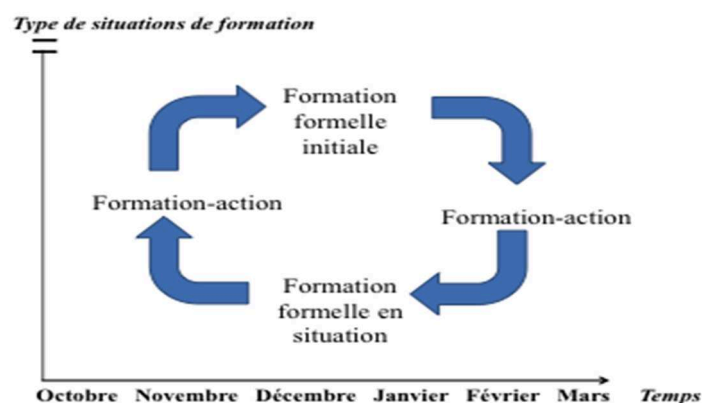 Type de situations de formation
Formation
formelle
initiale
Formation-action
Formation-action
Formation
formelle en
situation
Octobre Novembre Décembre Janvier Février Mars Temps